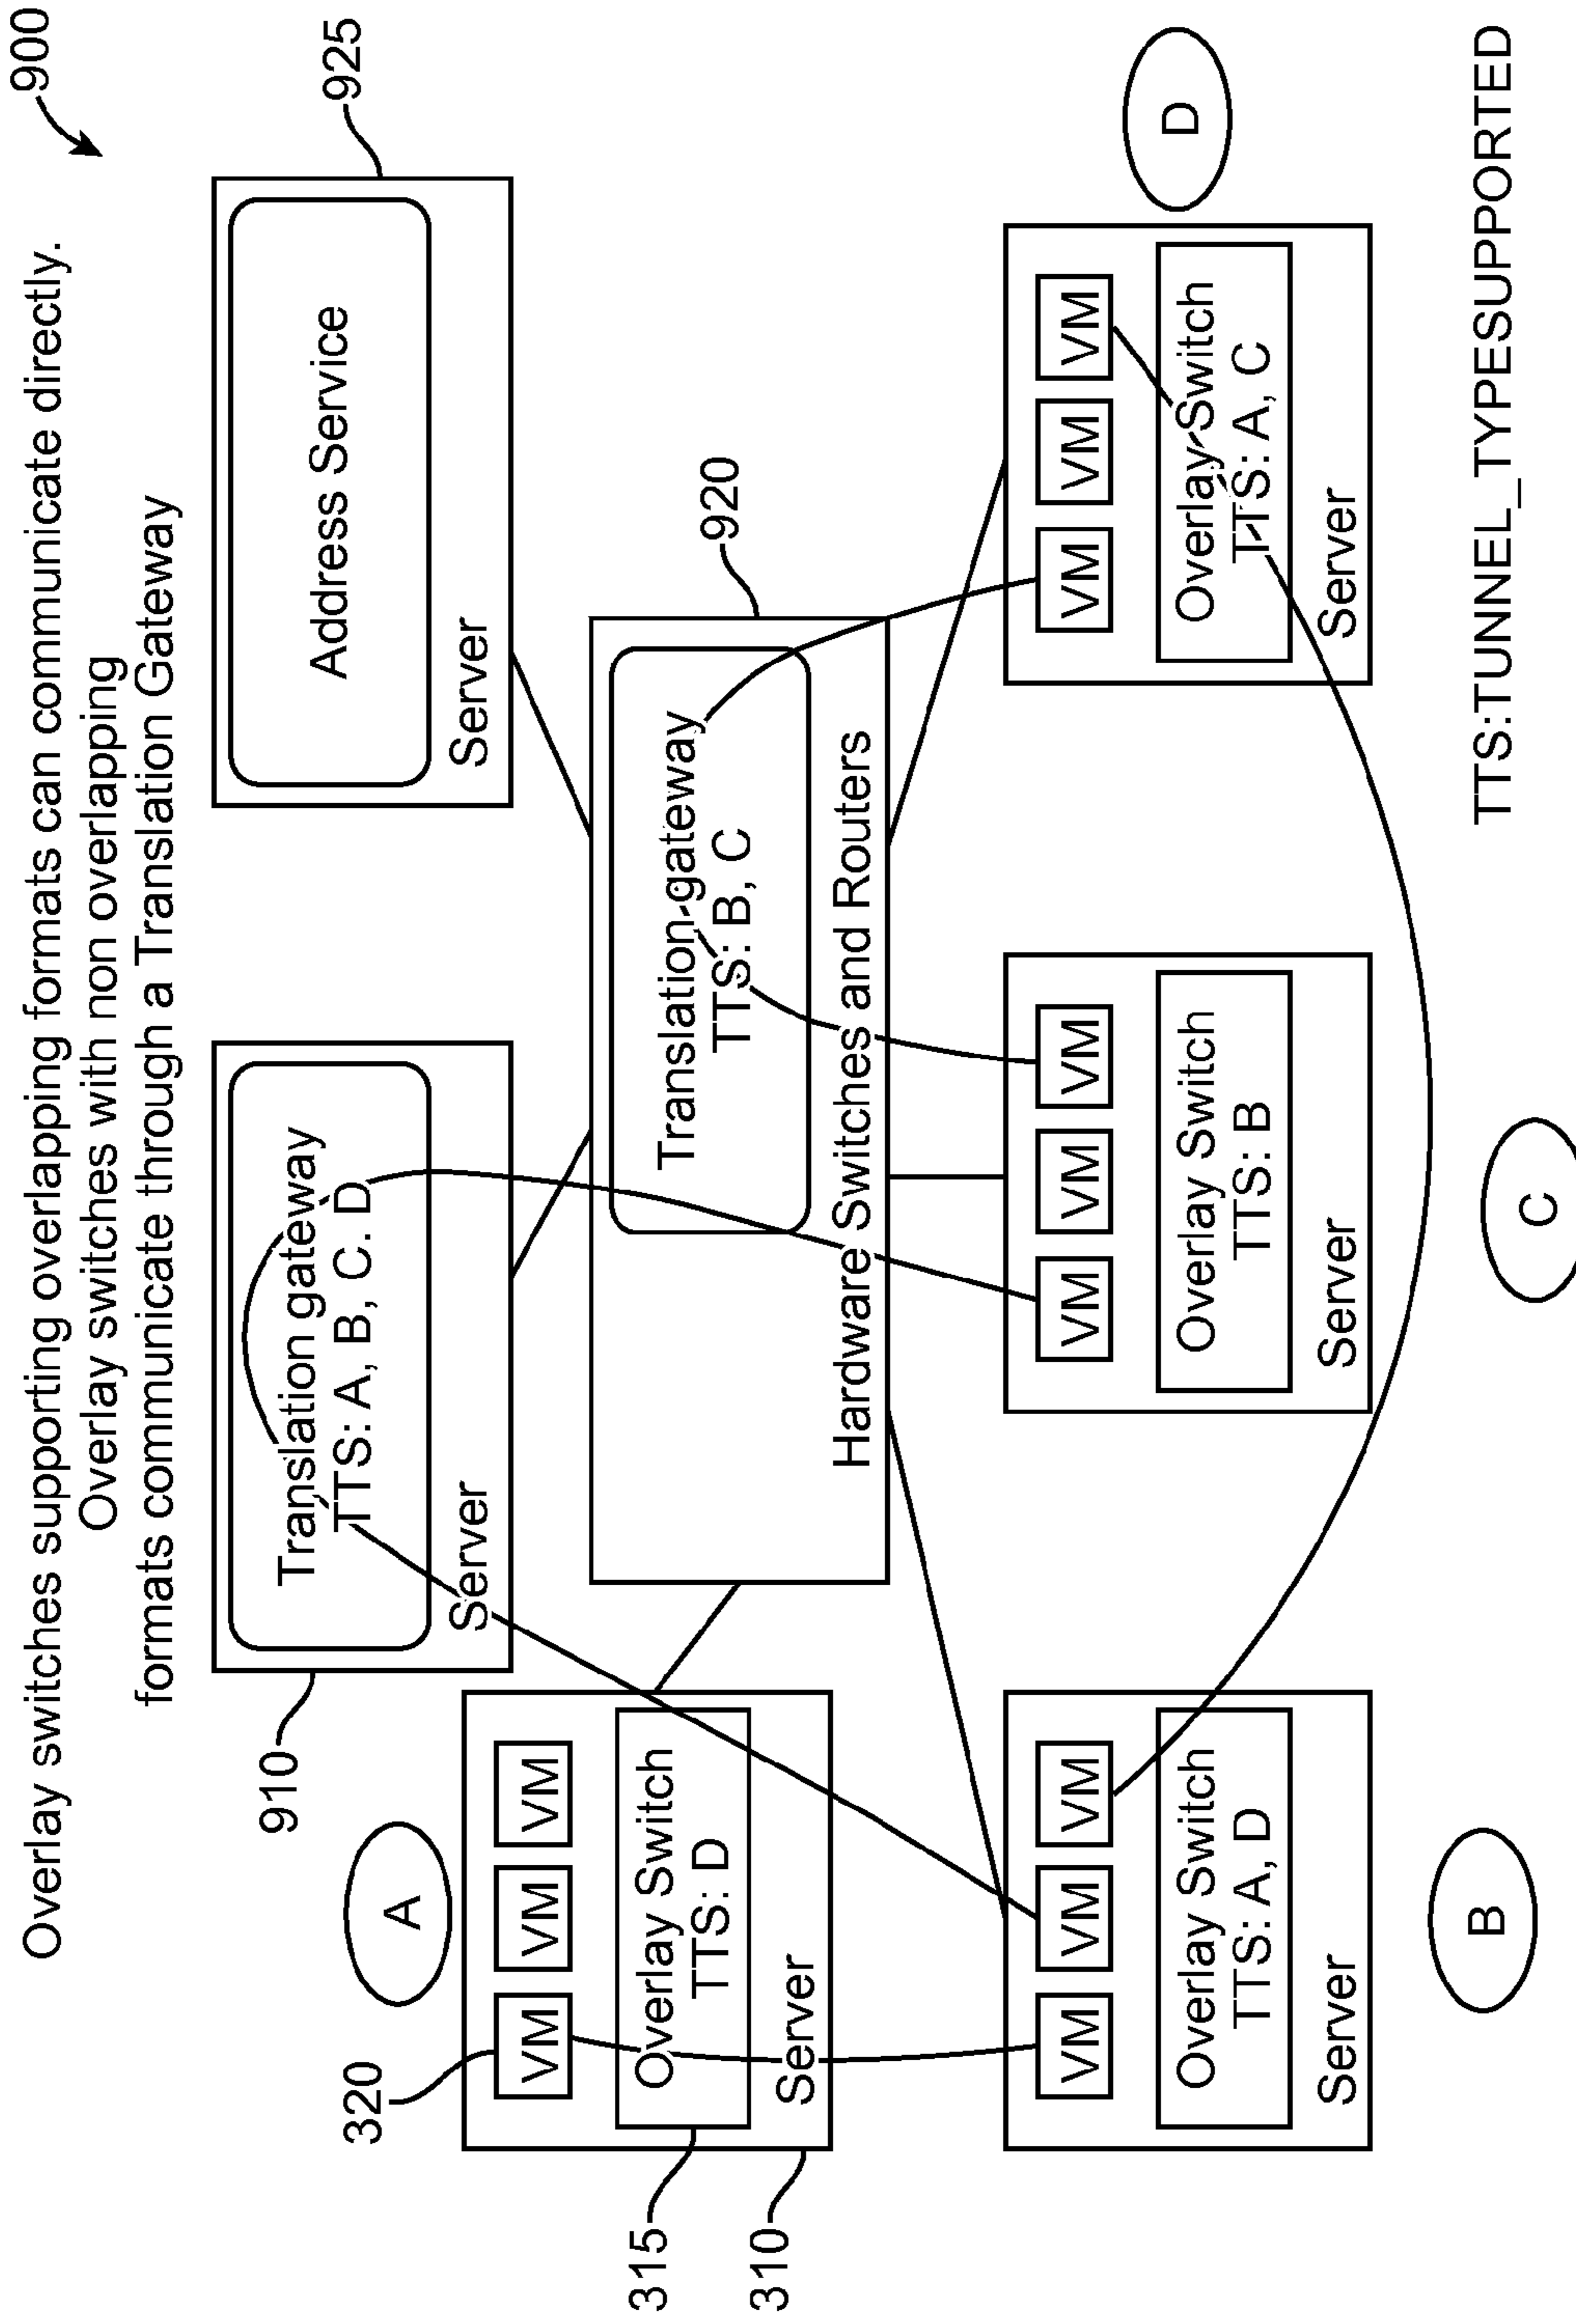 900
Overlay switches supporting overlapping formats can communicate directly.
Overlay switches with non overlapping
formats communicate through a Translation Gateway
910
Translation gateway
TTS: A, B, C. D
Server
925
Address Service
Server
A
320
VM
VM
VM
Overlay Switch
TTS: D
Server
315
310
920
Translation gateway
TTS: B, C
Hardware Switches and Routers
VM
VM
VM
Overlay Switch
TTS: A, D
Server
B
VM
VM
VM
Overlay Switch
TTS: B
Server
C
VM
VM
VM
Overlay Switch
TTS: A, C
Server
D
TTS:TUNNEL_TYPESUPPORTED